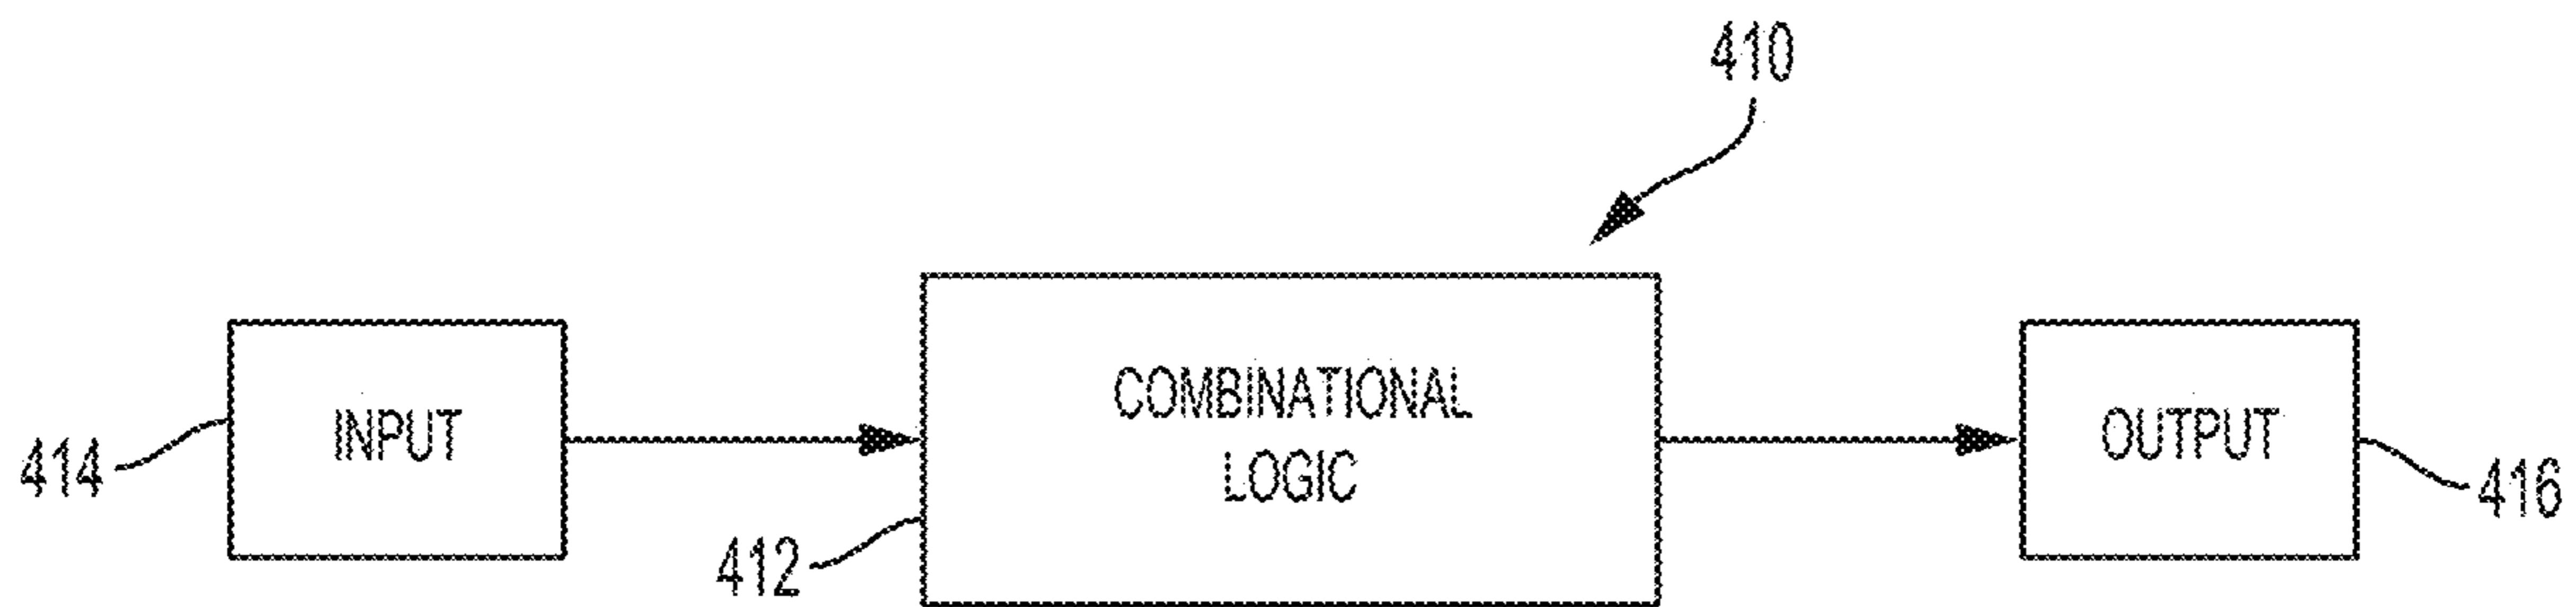 410
INPUT
COMBINATIONAL
LOGIC
OUTPUT
414
412
416